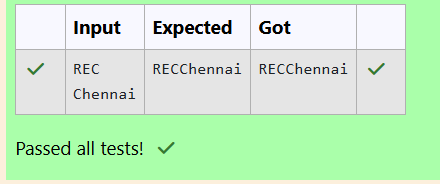 Input Expected Got
REC RECChennai RECChennai
Chennai
Passed all tests!